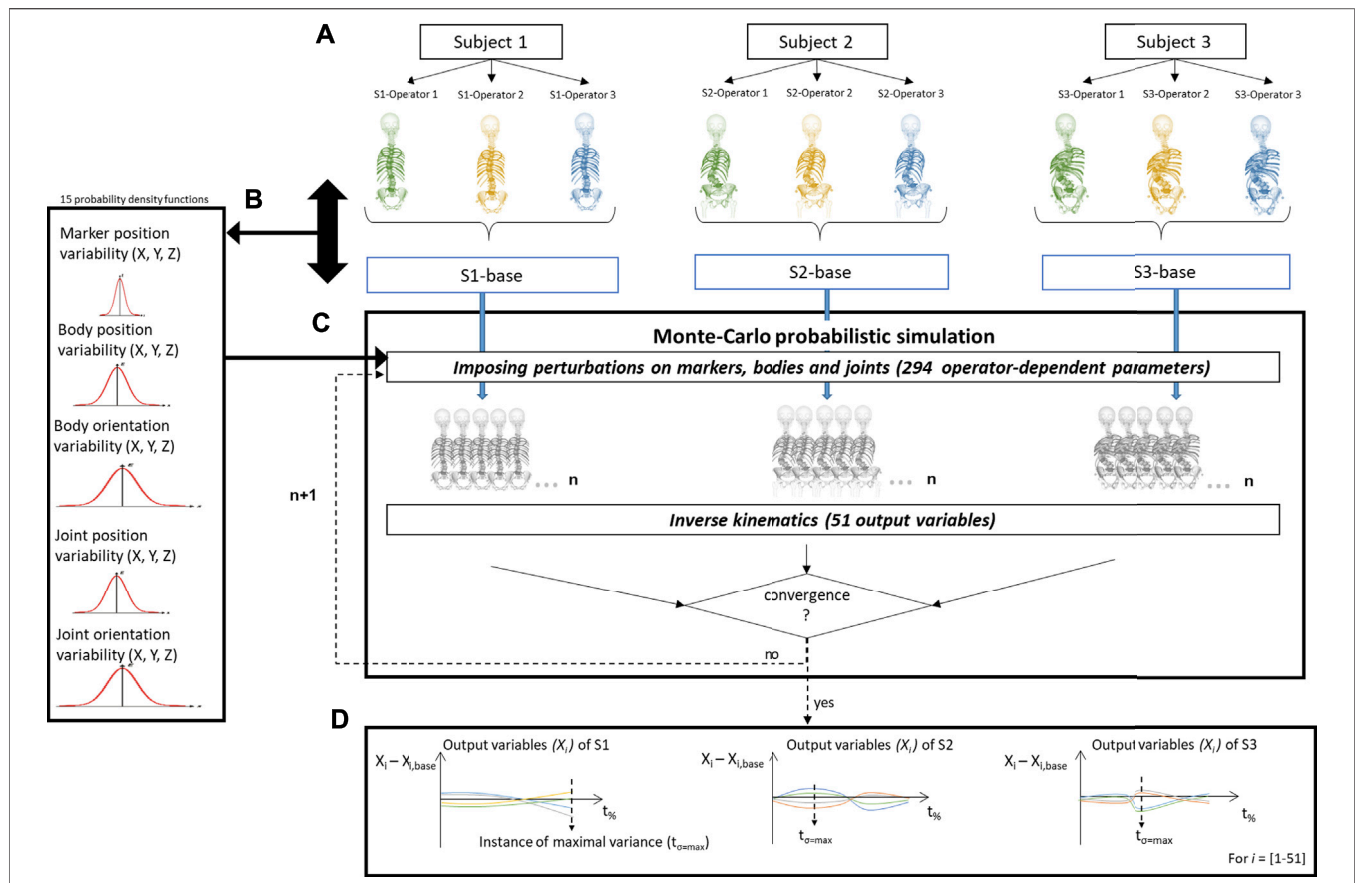 A
Subject 1
Subject 2
Subject 3
S1-Operator 1
S1-Operator 2
S1-Operator 3
S2-Operator 1
S2-Operator 2
S2-Operator 3
S3-Operator 1
S3-Operator 2
S3-Operator 3
B
15 probability density functions
Marker position
variability (X, Y, Z)
Body position
variability (X, Y, Z)
Body orientation
variability (X, Y, Z)
Joint position
variability (X, Y, Z)
Joint orientation
variability (X, Y, Z)
S1-base
S2-base
S3-base
C
Monte-Carlo probabilistic simulation
Imposing perturbations on markers, bodies and joints (294 operator-dependent parameters)
... n
... n
... n
n+1
Inverse kinematics (51 output variables)
convergence
?
no
yes
D
Output variables (Xi) of S1
Xi – Xi,base
t%
Instance of maximal variance (tσ=max)
Output variables (Xi) of S2
Xi – Xi,base
t%
tσ=max
Output variables (Xi) of S3
Xi – Xi,base
t%
tσ=max
For i = [1-51]